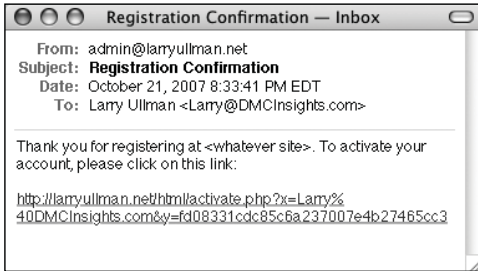 Registration Confirmation — Inbox
From: admin@larryullman.net
Subject: Registration Confirmation
Date: October 21, 2007 8:33:41 PM EDT
To: Larry Ullman <Larry@DMCInsights.com>
Thank you for registering at <whatever site>. To activate your
account, please click on this link:
http://larryullman.net/html/activate.php?x=Larry%
40DMCInsights.com&y=fd08331cdc85c6a237007e4b27465cc3